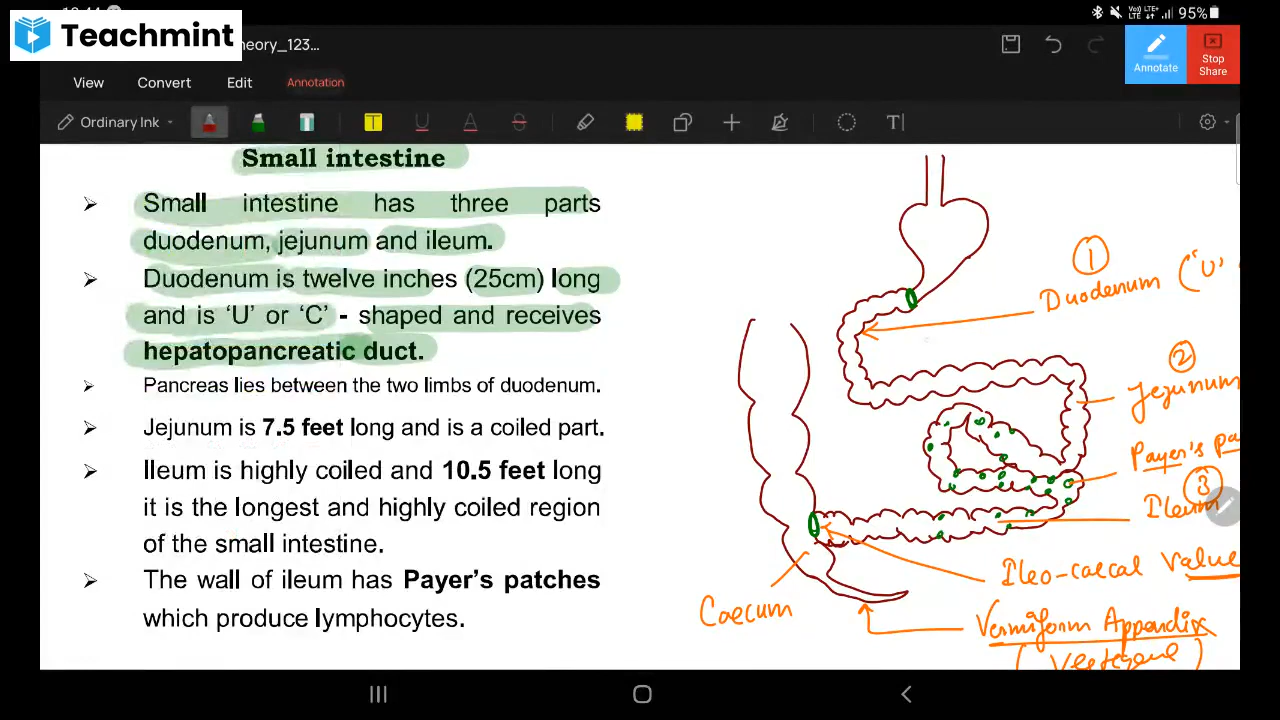 Teachmint
heory_123...
95%
Annotate
Stop
Share
View Convert Edit Annotation
Ordinary Ink
Small intestine
➢ Small intestine has three parts
duodenum, jejunum and ileum.
➢ Duodenum is twelve inches (25cm) long
and is ‘U’ or ‘C’ - shaped and receives
hepatopancreatic duct.
➢ Pancreas lies between the two limbs of duodenum.
➢ Jejunum is 7.5 feet long and is a coiled part.
➢ Ileum is highly coiled and 10.5 feet long
it is the longest and highly coiled region
of the small intestine.
➢ The wall of ileum has Payer’s patches
which produce lymphocytes.
1
Duodenum ("U'
2
Jejunum
Payer's pa
3
Ileum
Ileo-caecal Valve
Caecum
Vermiform Appendix